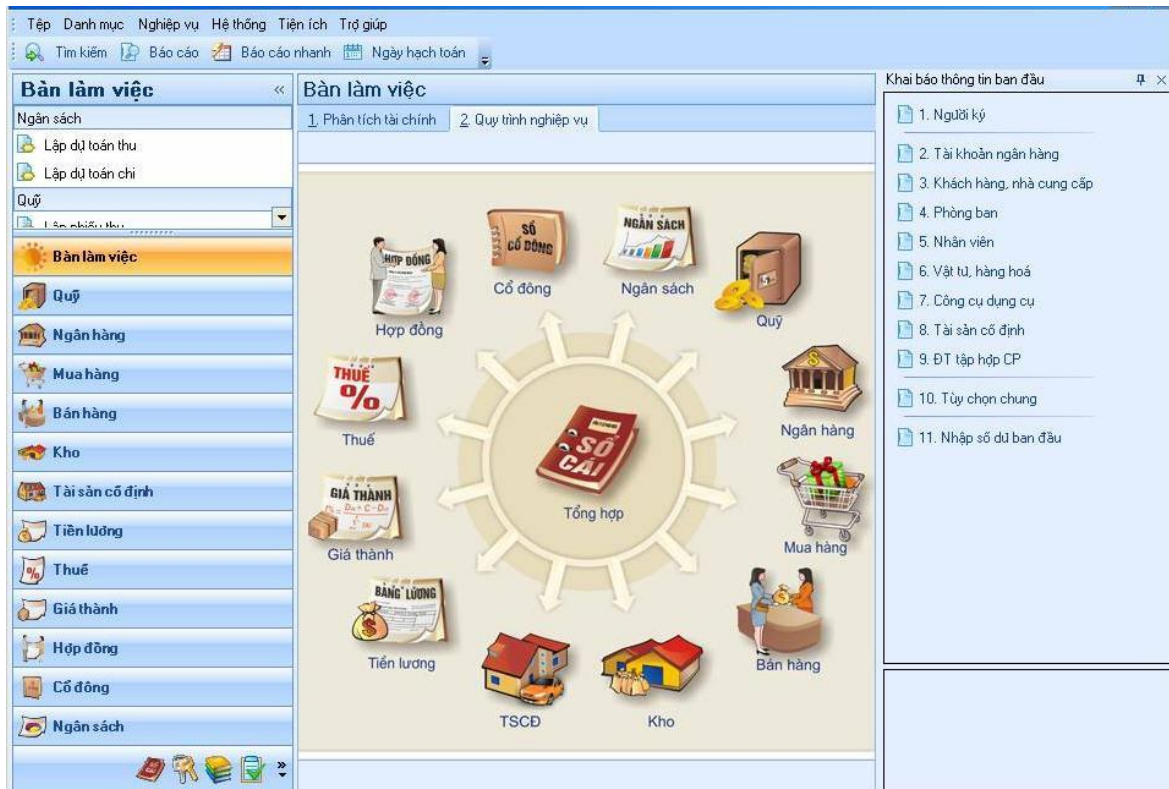 Tệp Danh mục Nghiệp vụ Hệ thống Tiện ích Trợ giúp
Tìm kiếm Báo cáo Báo cáo nhanh Ngày hạch toán
Bàn làm việc
Ngân sách
Lập dự toán thu
Lập dự toán chi
Quỹ
Lập phiếu thu
Bàn làm việc
Quỹ
Ngân hàng
Mua hàng
Bán hàng
Kho
Tài sản cố định
Tiền lương
Thuế
Giá thành
Hợp đồng
Cổ đông
Ngân sách
Bàn làm việc
1. Phân tích tài chính 2. Quy trình nghiệp vụ
HỢP ĐỒNG
Hợp đồng
SỔ
CỔ ĐÔNG
Cổ đông
NGÂN SÁCH
Ngân sách
Quỹ
THUẾ
%
Thuế
Ngân hàng
SỔ
CÁI
Tổng hợp
GIÁ THÀNH
Giá thành
Mua hàng
BẢNG LƯƠNG
Tiền lương
TSCĐ
Kho
Bán hàng
Khai báo thông tin ban đầu
1. Người ký
2. Tài khoản ngân hàng
3. Khách hàng, nhà cung cấp
4. Phòng ban
5. Nhân viên
6. Vật tư, hàng hoá
7. Công cụ dụng cụ
8. Tài sản cố định
9. ĐT tập hợp CP
10. Tùy chọn chung
11. Nhập số dư ban đầu